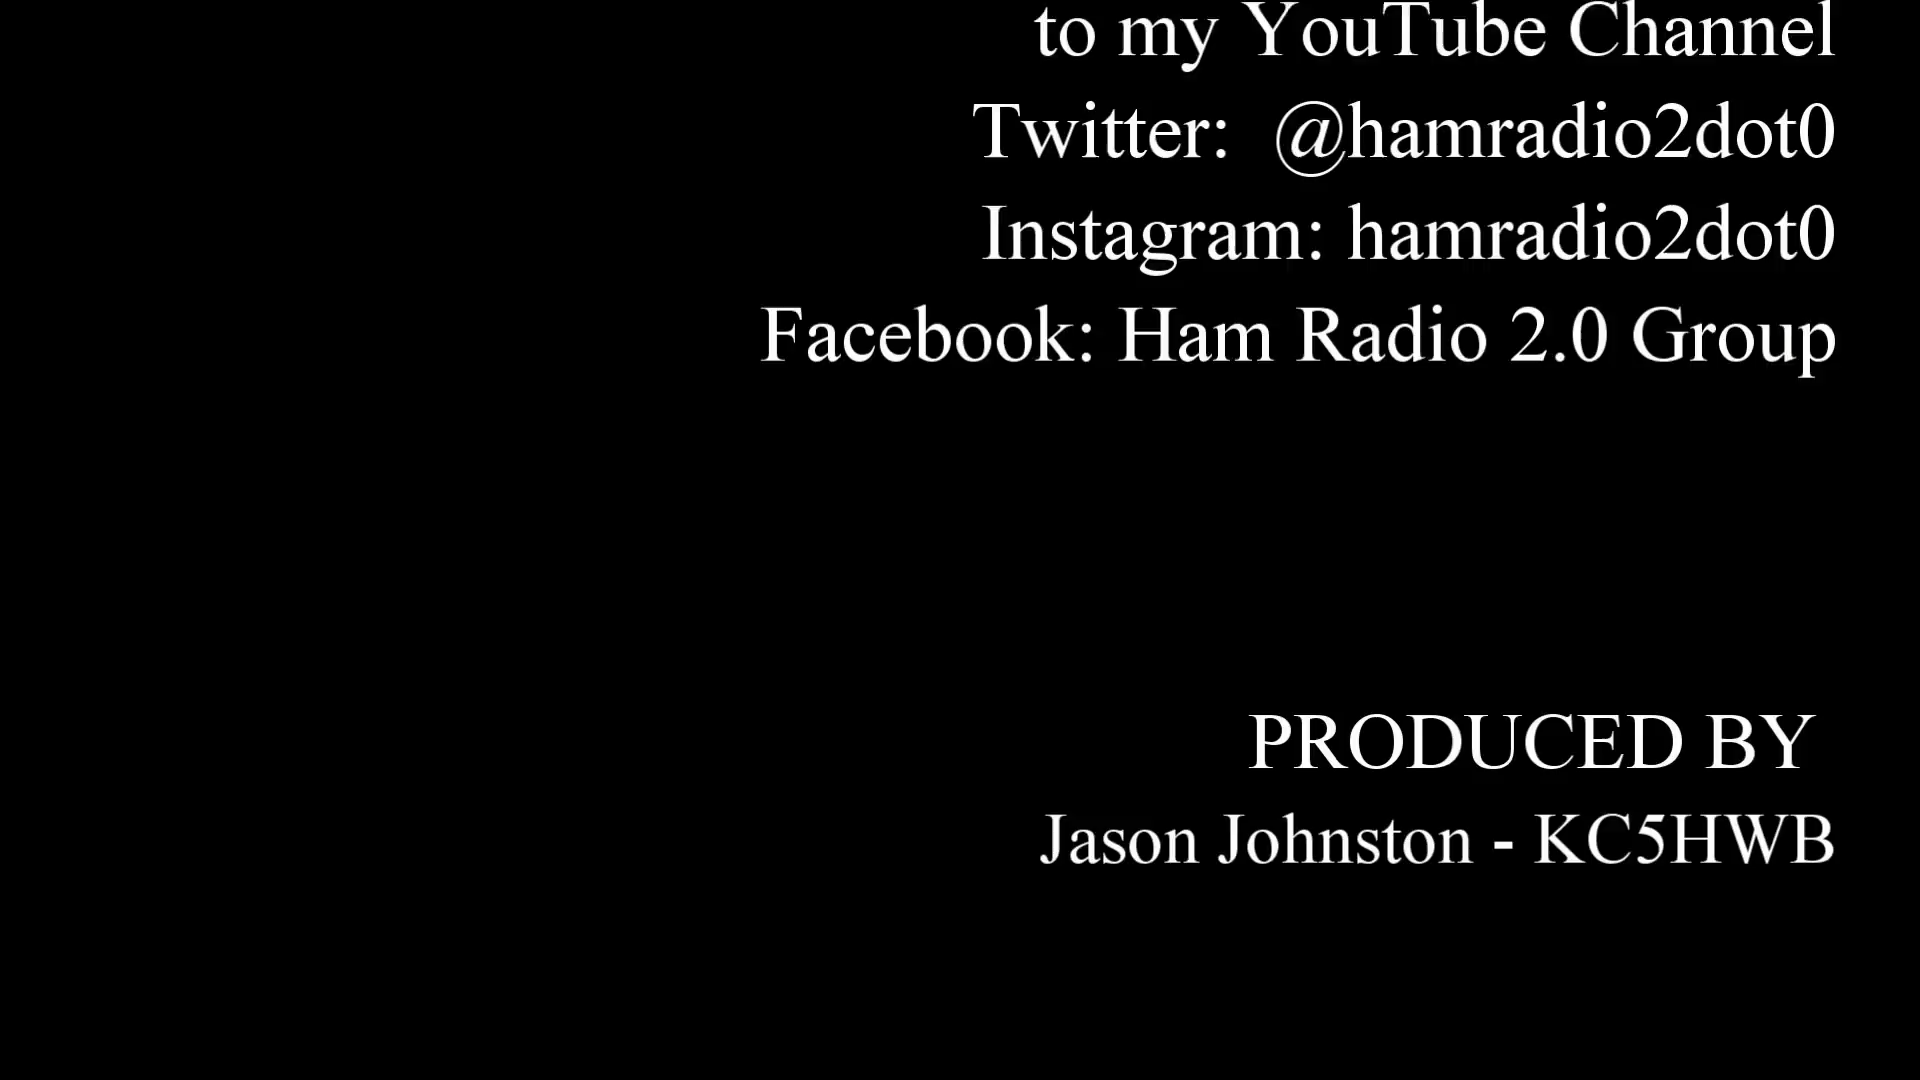 to my YouTube Channel
Twitter:  @hamradio2dot0
Instagram: hamradio2dot0
Facebook: Ham Radio 2.0 Group
PRODUCED BY
Jason Johnston - KC5HWB